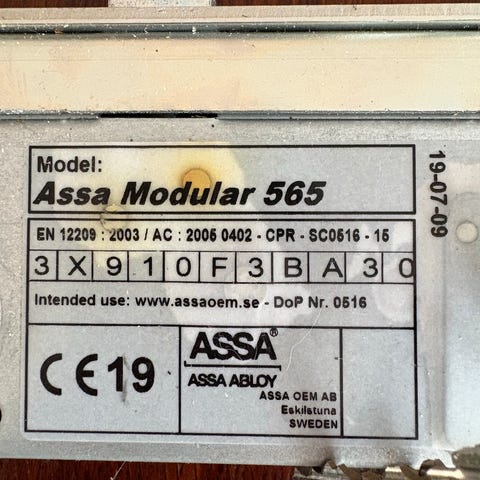 Model:
Assa Modular 565
EN 12209 : 2003 / AC : 2005 0402 - CPR - SC0516 - 15
3 X 9 1 0 F 3 B A 3 0
Intended use: www.assaoem.se - DoP Nr. 0516
CE 19
ASSA®
ASSA ABLOY
ASSA OEM AB
Eskilstuna
SWEDEN
19-07-09